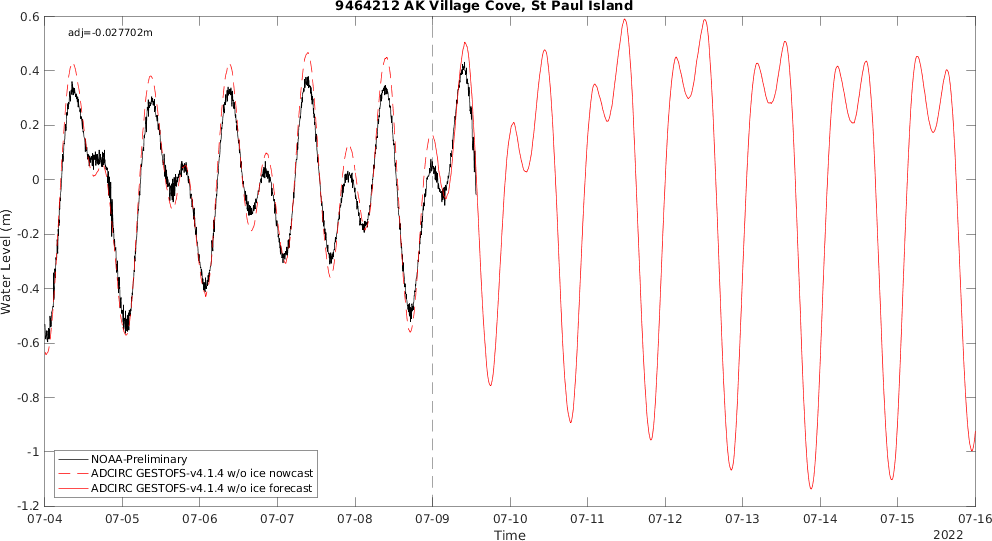 9464212 AK Village Cove, St Paul Island
adj=-0.027702m
0.6
0.4
0.2
0
-0.2
-0.4
-0.6
-0.8
-1
-1.2
Water Level (m)
NOAA-Preliminary
ADCIRC GESTOFS-v4.1.4 w/o ice nowcast
ADCIRC GESTOFS-v4.1.4 w/o ice forecast
07-04 07-05 07-06 07-07 07-08 07-09 07-10 07-11 07-12 07-13 07-14 07-15 07-16
Time
2022